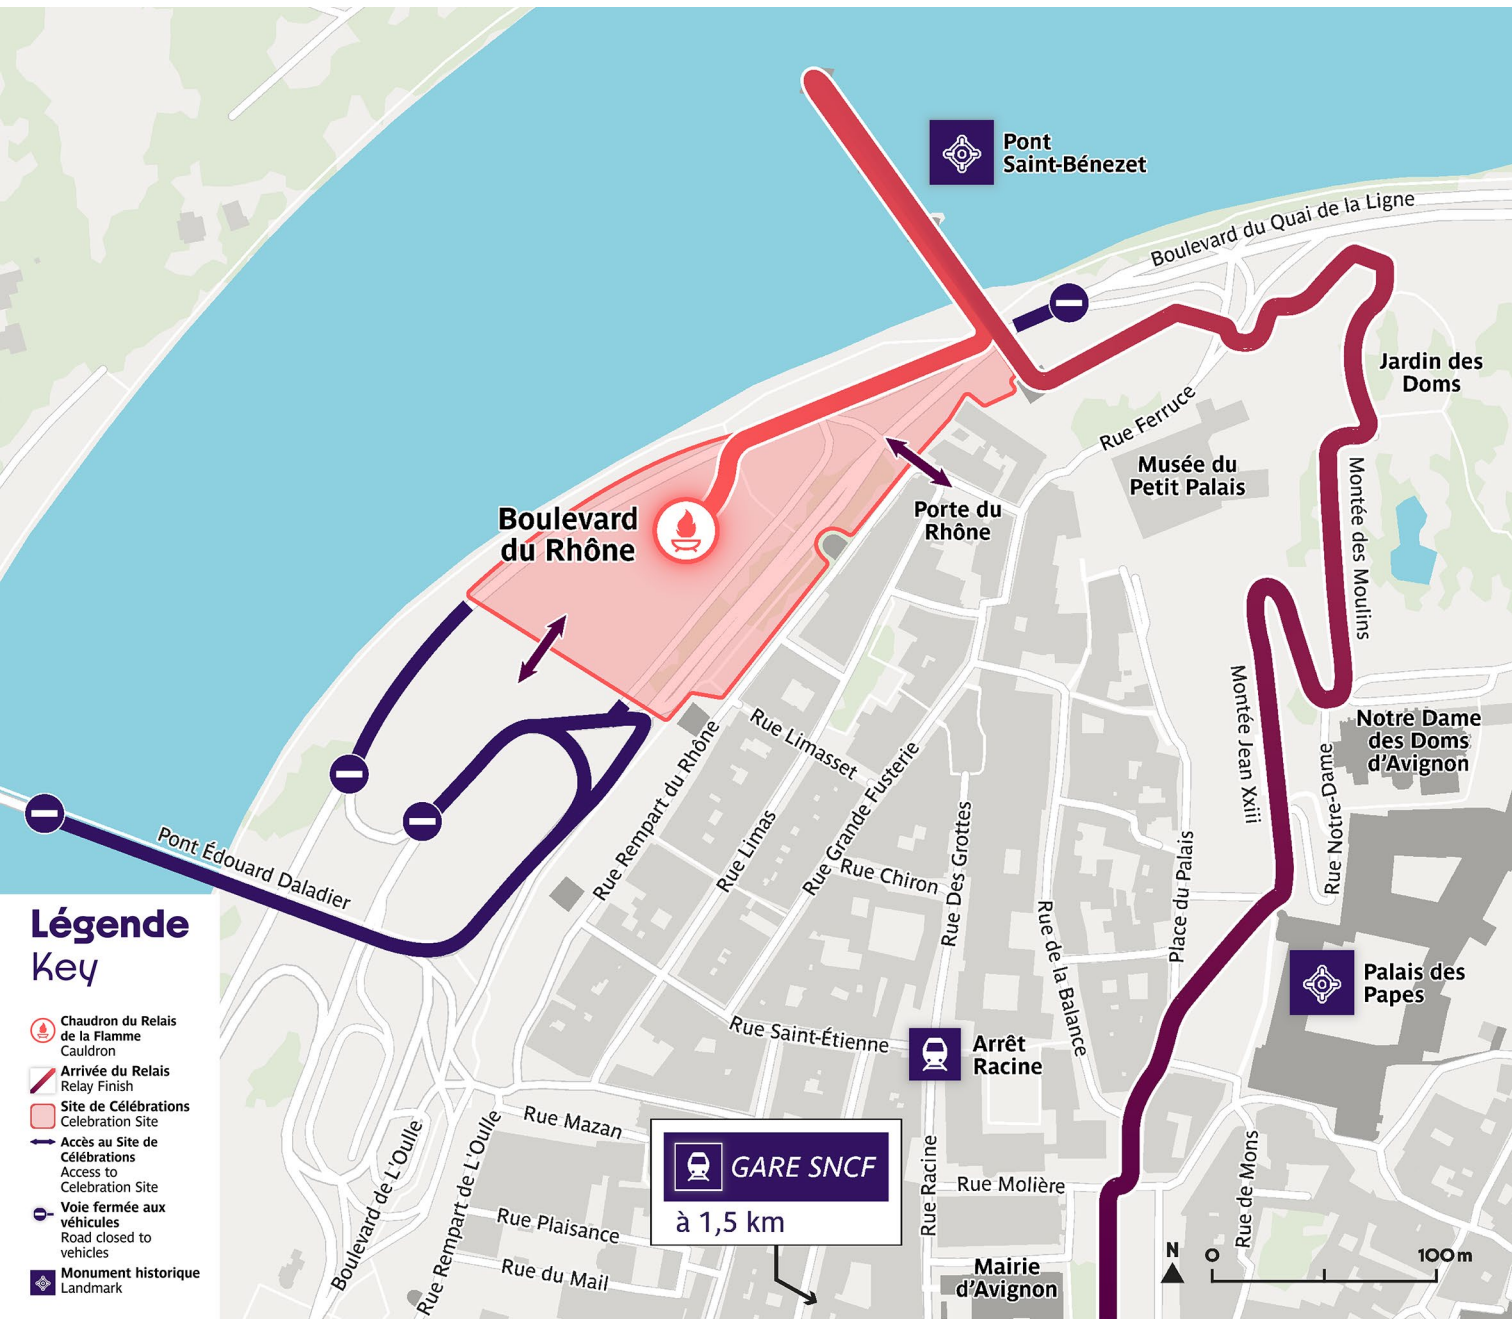 Pont
Saint-Bénezet
Boulevard du Quai de la Ligne
Jardin des
Doms
Rue Ferruce
Musée du
Petit Palais
Montée des Moulins
Porte du
Rhône
Boulevard
du Rhône
Montée Jean Xxiii
Notre Dame
des Doms
d'Avignon
Rue Notre-Dame
Rue Limasset
Rue Rempart du Rhône
Rue Grande Fusterie
Rue Limas
Rue Chiron
Rue Des Grottes
Place du Palais
Rue de la Balance
Pont Édouard Daladier
Palais des
Papes
Rue Saint-Étienne
Arrêt
Racine
Rue Mazan
GARE SNCF
à 1,5 km
Rue Racine
Rue Molière
Rue de Mons
Boulevard de L'Oulle
Rue Rempart de L'Oulle
Rue Plaisance
Rue du Mail
Mairie
d'Avignon
N
0
100m
Légende
Key
Chaudron du Relais
de la Flamme
Cauldron
Arrivée du Relais
Relay Finish
Site de Célébrations
Celebration Site
Accès au Site de
Célébrations
Access to
Celebration Site
Voie fermée aux
véhicules
Road closed to
vehicles
Monument historique
Landmark